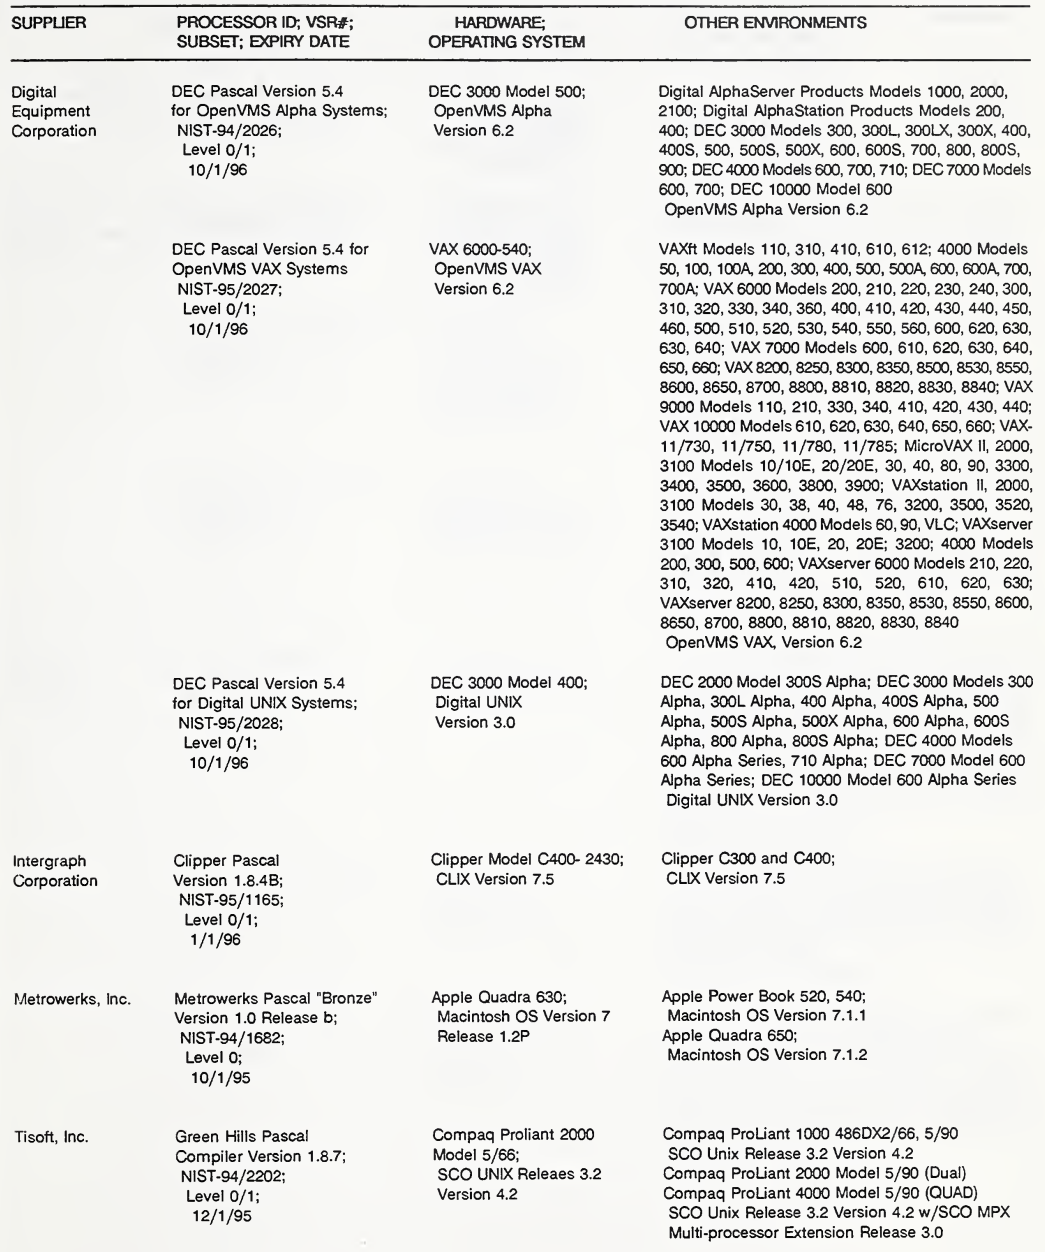 SUPPLIER
PROCESSOR ID; VSR#;
SUBSET; EXPIRY DATE
HARDWARE;
OPERATING SYSTEM
OTHER ENVIRONMENTS
Digital
Equipment
Corporation
DEC Pascal Version 5.4
for OpenVMS Alpha Systems;
NIST-94/2026;
Level 0/1;
10/1/96
DEC 3000 Model 500;
OpenVMS Alpha
Version 6.2
Digital AlphaServer Products Models 1000, 2000,
2100; Digital AlphaStation Products Models 200,
400; DEC 3000 Models 300, 300L, 300LX, 300X, 400,
400S, 500, 500S, 500X, 600, 600S, 700, 800, 800S,
900; DEC 4000 Models 600, 700, 710; DEC 7000 Models
600, 700; DEC 10000 Model 600
OpenVMS Alpha Version 6.2
DEC Pascal Version 5.4 for
OpenVMS VAX Systems
NIST-95/2027;
Level 0/1;
10/1/96
VAX 6000-540;
OpenVMS VAX
Version 6.2
VAXft Models 110, 310, 410, 610, 612; 4000 Models
50, 100, 100A, 200, 300, 400, 500, 500A, 600, 600A, 700,
700A; VAX 6000 Models 200, 210, 220, 230, 240, 300,
310, 320, 330, 340, 360, 400, 410, 420, 430, 440, 450,
460, 500, 510, 520, 530, 540, 550, 560, 600, 620, 630,
630, 640; VAX 7000 Models 600, 610, 620, 630, 640,
650, 660; VAX 8200, 8250, 8300, 8350, 8500, 8530, 8550,
8600, 8650, 8700, 8800, 8810, 8820, 8830, 8840; VAX
9000 Models 110, 210, 330, 340, 410, 420, 430, 440;
VAX 10000 Models 610, 620, 630, 640, 650, 660; VAX-
11/730, 11/750, 11/780, 11/785; MicroVAX II, 2000,
3100 Models 10/10E, 20/20E, 30, 40, 80, 90, 3300,
3400, 3500, 3600, 3800, 3900; VAXstation II, 2000,
3100 Models 30, 38, 40, 48, 76, 3200, 3500, 3520,
3540; VAXstation 4000 Models 60, 90, VLC; VAXserver
3100 Models 10, 10E, 20, 20E; 3200; 4000 Models
200, 300, 500, 600; VAXserver 6000 Models 210, 220,
310, 320, 410, 420, 510, 520, 610, 620, 630;
VAXserver 8200, 8250, 8300, 8350, 8530, 8550, 8600,
8650, 8700, 8800, 8810, 8820, 8830, 8840
OpenVMS VAX, Version 6.2
DEC Pascal Version 5.4
for Digital UNIX Systems;
NIST-95/2028;
Level 0/1;
10/1/96
DEC 3000 Model 400;
Digital UNIX
Version 3.0
DEC 2000 Model 300S Alpha; DEC 3000 Models 300
Alpha, 300L Alpha, 400 Alpha, 400S Alpha, 500
Alpha, 500S Alpha, 500X Alpha, 600 Alpha, 600S
Alpha, 800 Alpha, 800S Alpha; DEC 4000 Models
600 Alpha Series, 710 Alpha; DEC 7000 Model 600
Alpha Series; DEC 10000 Model 600 Alpha Series
Digital UNIX Version 3.0
Intergraph
Corporation
Clipper Pascal
Version 1.8.4B;
NIST-95/1165;
Level 0/1;
1/1/96
Clipper Model C400- 2430;
CLIX Version 7.5
Clipper C300 and C400;
CLIX Version 7.5
Metrowerks, Inc.
Metrowerks Pascal "Bronze"
Version 1.0 Release b;
NIST-94/1682;
Level 0;
10/1/95
Apple Quadra 630;
Macintosh OS Version 7
Release 1.2P
Apple Power Book 520, 540;
Macintosh OS Version 7.1.1
Apple Quadra 650;
Macintosh OS Version 7.1.2
Tisoft, Inc.
Green Hills Pascal
Compiler Version 1.8.7;
NIST-94/2202;
Level 0/1;
12/1/95
Compaq Proliant 2000
Model 5/66;
SCO UNIX Releaes 3.2
Version 4.2
Compaq ProLiant 1000 486DX2/66, 5/90
SCO Unix Release 3.2 Version 4.2
Compaq ProLiant 2000 Model 5/90 (Dual)
Compaq ProLiant 4000 Model 5/90 (QUAD)
SCO Unix Release 3.2 Version 4.2 w/SCO MPX
Multi-processor Extension Release 3.0